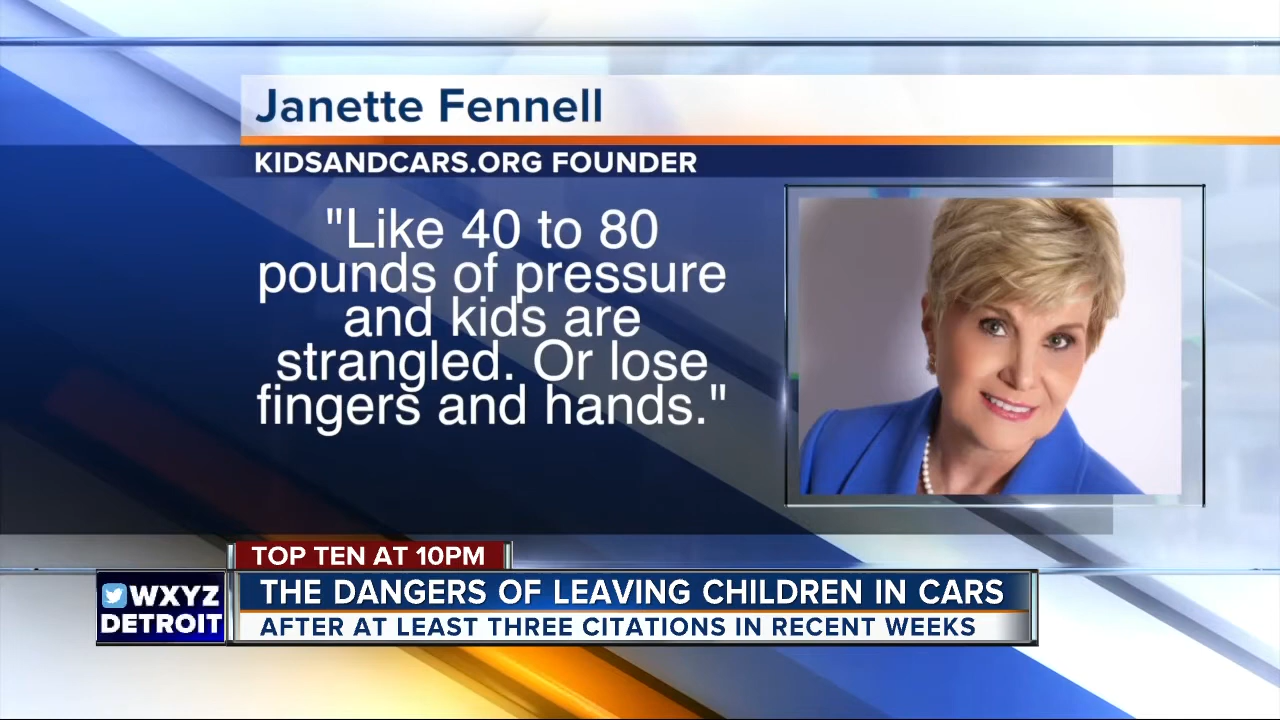 Janette Fennell
KIDSANDCARS.ORG FOUNDER
"Like 40 to 80
pounds of pressure
and kids are
strangled. Or lose
fingers and hands."
TOP TEN AT 10PM
WXYZ
DETROIT
THE DANGERS OF LEAVING CHILDREN IN CARS
AFTER AT LEAST THREE CITATIONS IN RECENT WEEKS